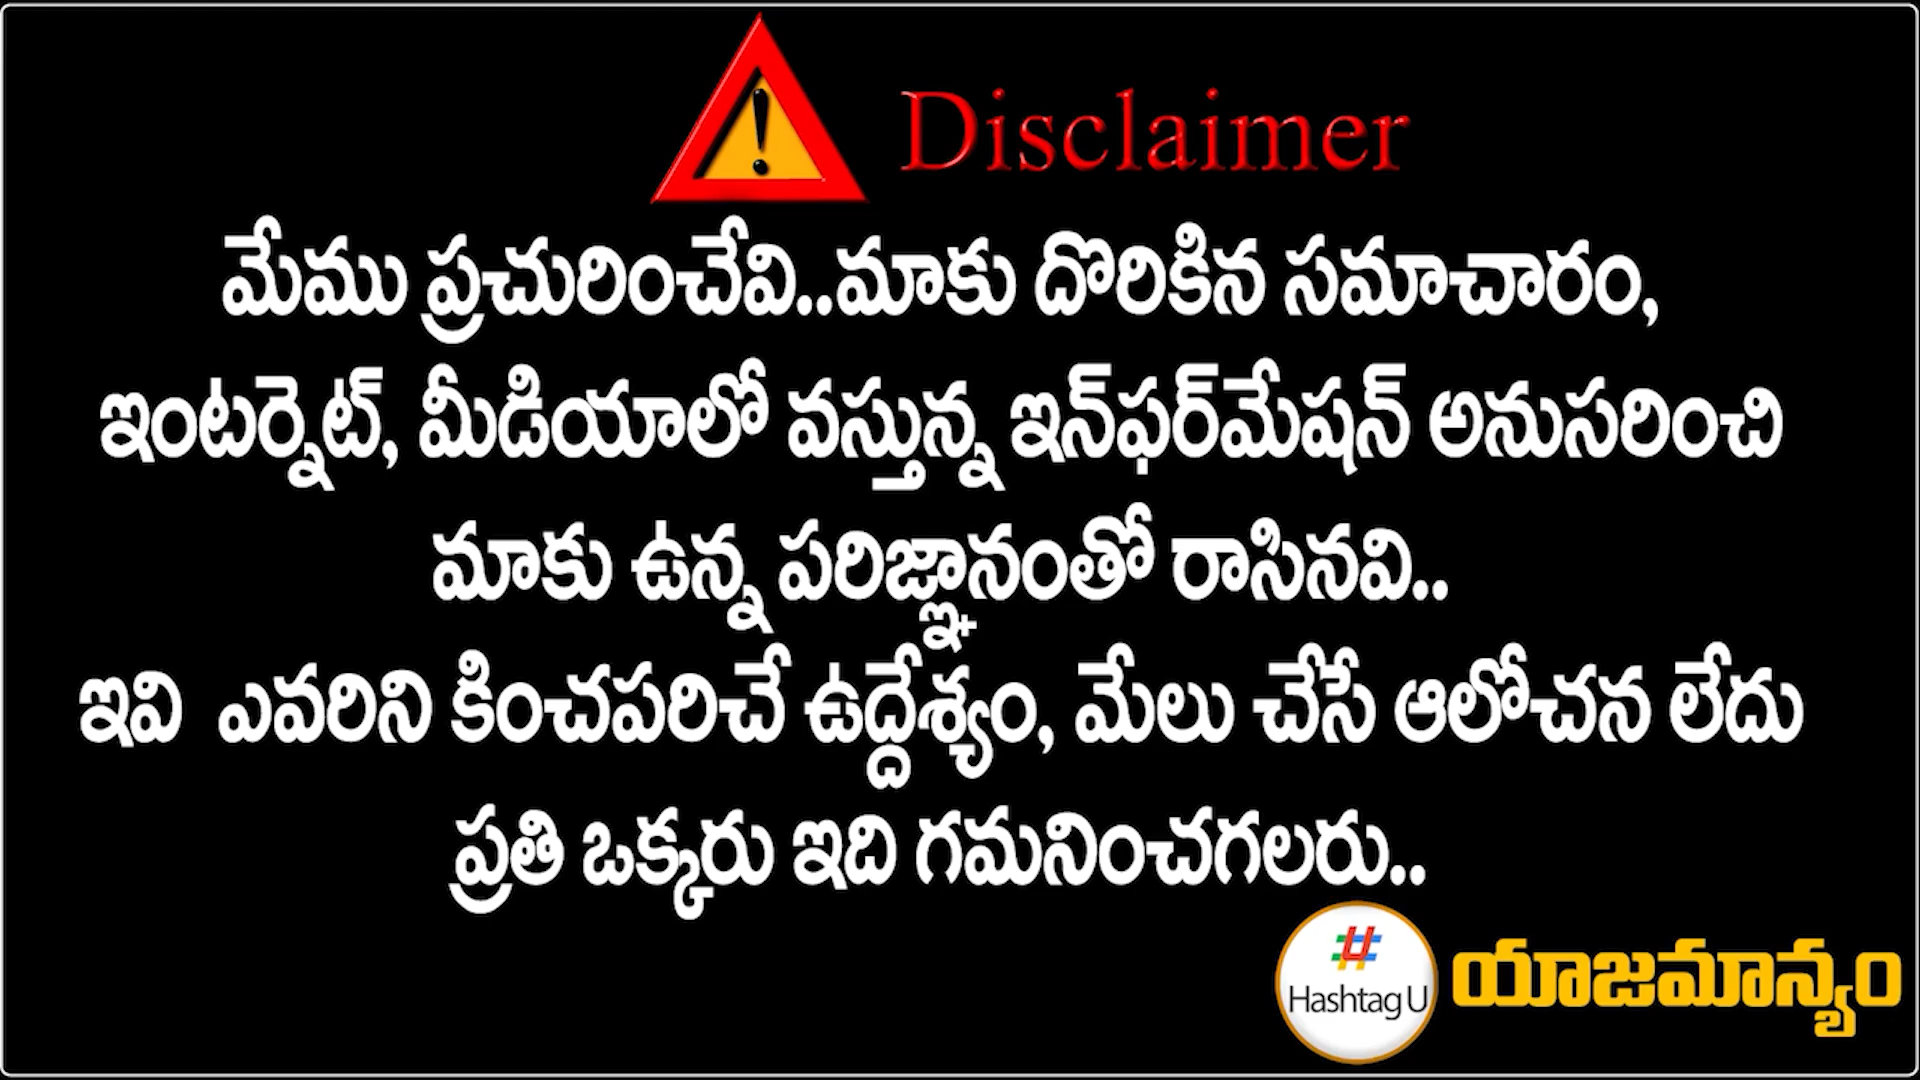 Disclaimer
మేము ప్రచురించేవి..మాకు దొరికిన సమాచారం,
ఇంటర్నెట్, మీడియాలో వస్తున్న ఇన్‌ఫర్‌మేషన్ అనుసరించి
మాకు ఉన్న పరిజ్ఞానంతో రాసినవి..
ఇవి ఎవరిని కించపరిచే ఉద్దేశ్యం, మేలు చేసే ఆలోచన లేదు
ప్రతి ఒక్కరు ఇది గమనించగలరు..
Hashtag U యాజమాన్యం